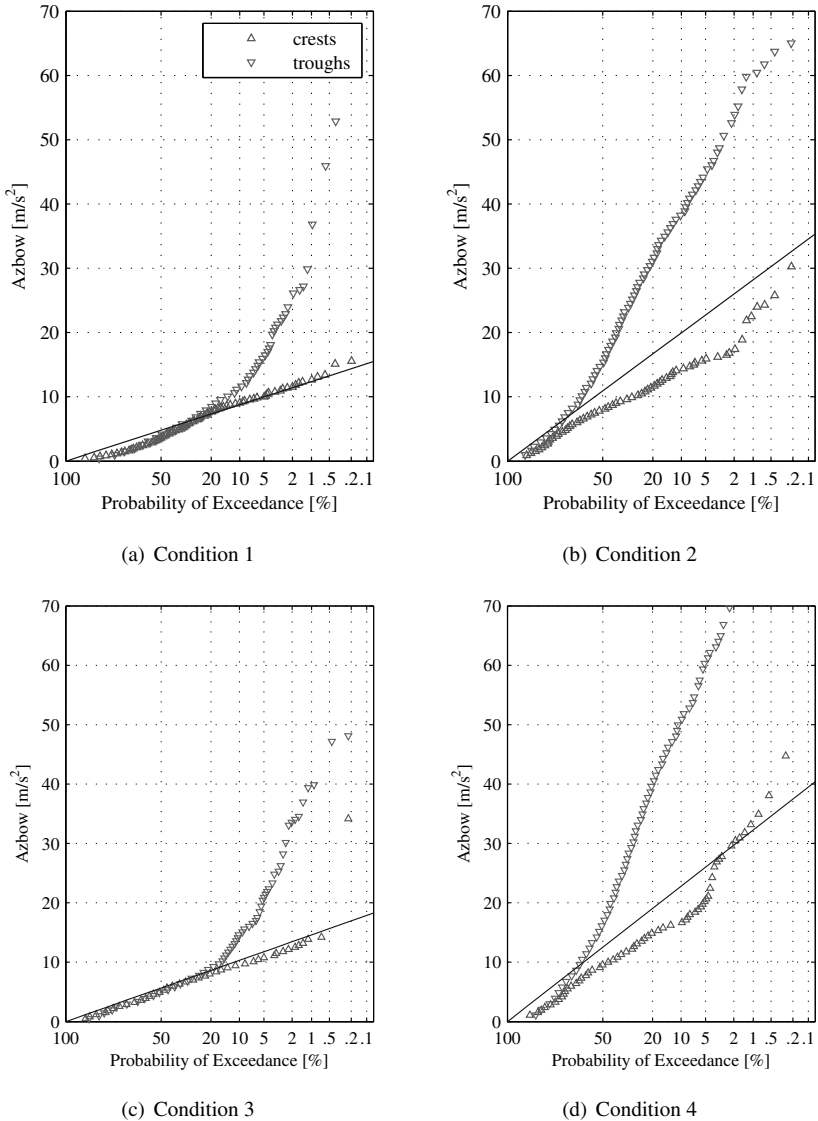 70
60
50
40
30
20
10
0
Azbow [m/s²]
crests
troughs
100 50 20 10 5 2 1 .5 .2 .1
Probability of Exceedance [%]
(a) Condition 1
70
60
50
40
30
20
10
0
Azbow [m/s²]
100 50 20 10 5 2 1 .5 .2 .1
Probability of Exceedance [%]
(b) Condition 2
70
60
50
40
30
20
10
0
Azbow [m/s²]
100 50 20 10 5 2 1 .5 .2 .1
Probability of Exceedance [%]
(c) Condition 3
70
60
50
40
30
20
10
0
Azbow [m/s²]
100 50 20 10 5 2 1 .5 .2 .1
Probability of Exceedance [%]
(d) Condition 4